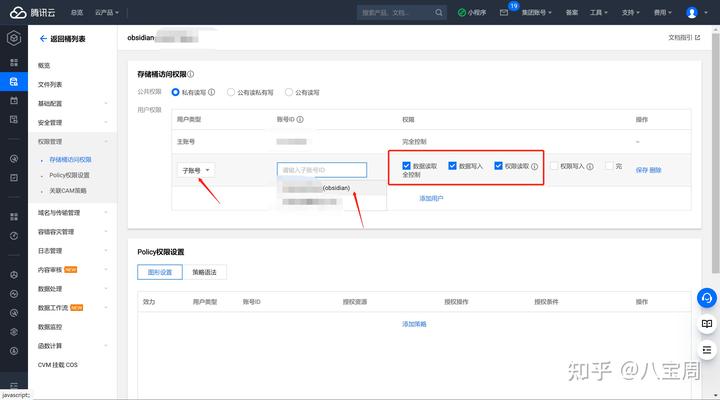 腾讯云 总览 云产品 搜索产品、文档... 小程序 19 集团账号 备案 工具 支持 费用
返回桶列表
obsidian
文档指引
概览
文件列表
基础配置
安全管理
权限管理
存储桶访问权限
Policy权限设置
关联CAM策略
域名与传输管理
容错容灾管理
日志管理
内容审核 NEW
数据处理
数据工作流 NEW
数据监控
函数计算
CVM 挂载 COS
存储桶访问权限
公共权限 私有读写 公有读私有写 公有读写
用户权限
用户类型 账号ID 权限 操作
主账号 完全控制 -
子账号 请输入子账号ID 数据读取 数据写入 权限读取 权限写入 完
全控制 保存 删除
(obsidian)
添加用户
Policy权限设置
图形设置 策略语法
效力 用户类型 账号ID 授权资源 授权操作 授权条件 操作
添加策略
知乎 @八宝周
javascript:;